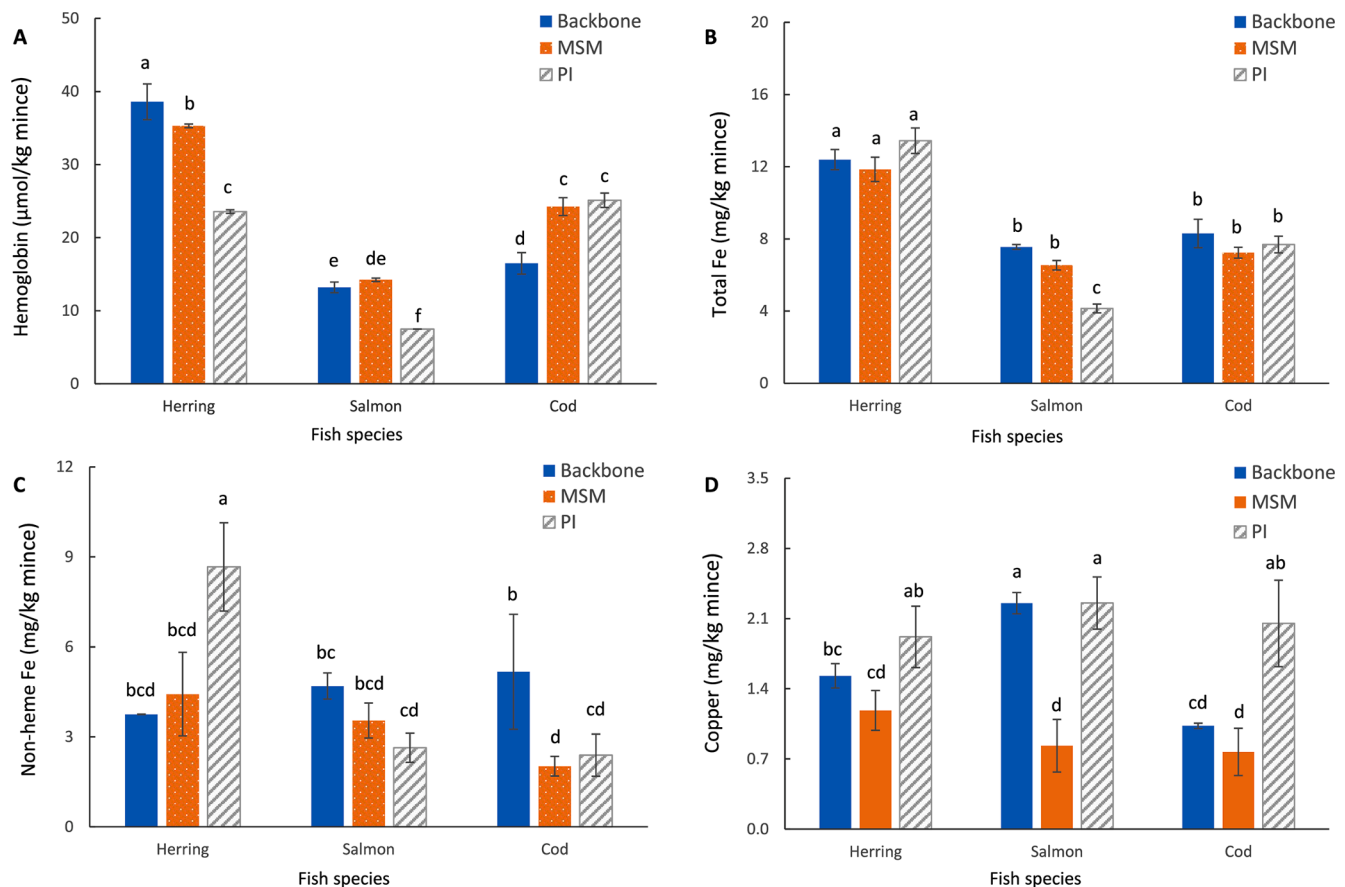 A
Hemoglobin (µmol/kg mince)
50
40
30
20
10
0
Backbone
MSM
PI
a
b
c
e
de
f
d
c
c
Herring Salmon Cod
Fish species
B
Total Fe (mg/kg mince)
20
16
12
8
4
0
Backbone
MSM
PI
a
a
a
b
b
c
b
b
b
Herring Salmon Cod
Fish species
C
Non-heme Fe (mg/kg mince)
12
9
6
3
0
Backbone
MSM
PI
bcd
bcd
a
bc
bcd
cd
b
d
cd
Herring Salmon Cod
Fish species
D
Copper (mg/kg mince)
3.5
2.8
2.1
1.4
0.7
0.0
Backbone
MSM
PI
bc
cd
ab
a
d
a
cd
d
ab
Herring Salmon Cod
Fish species